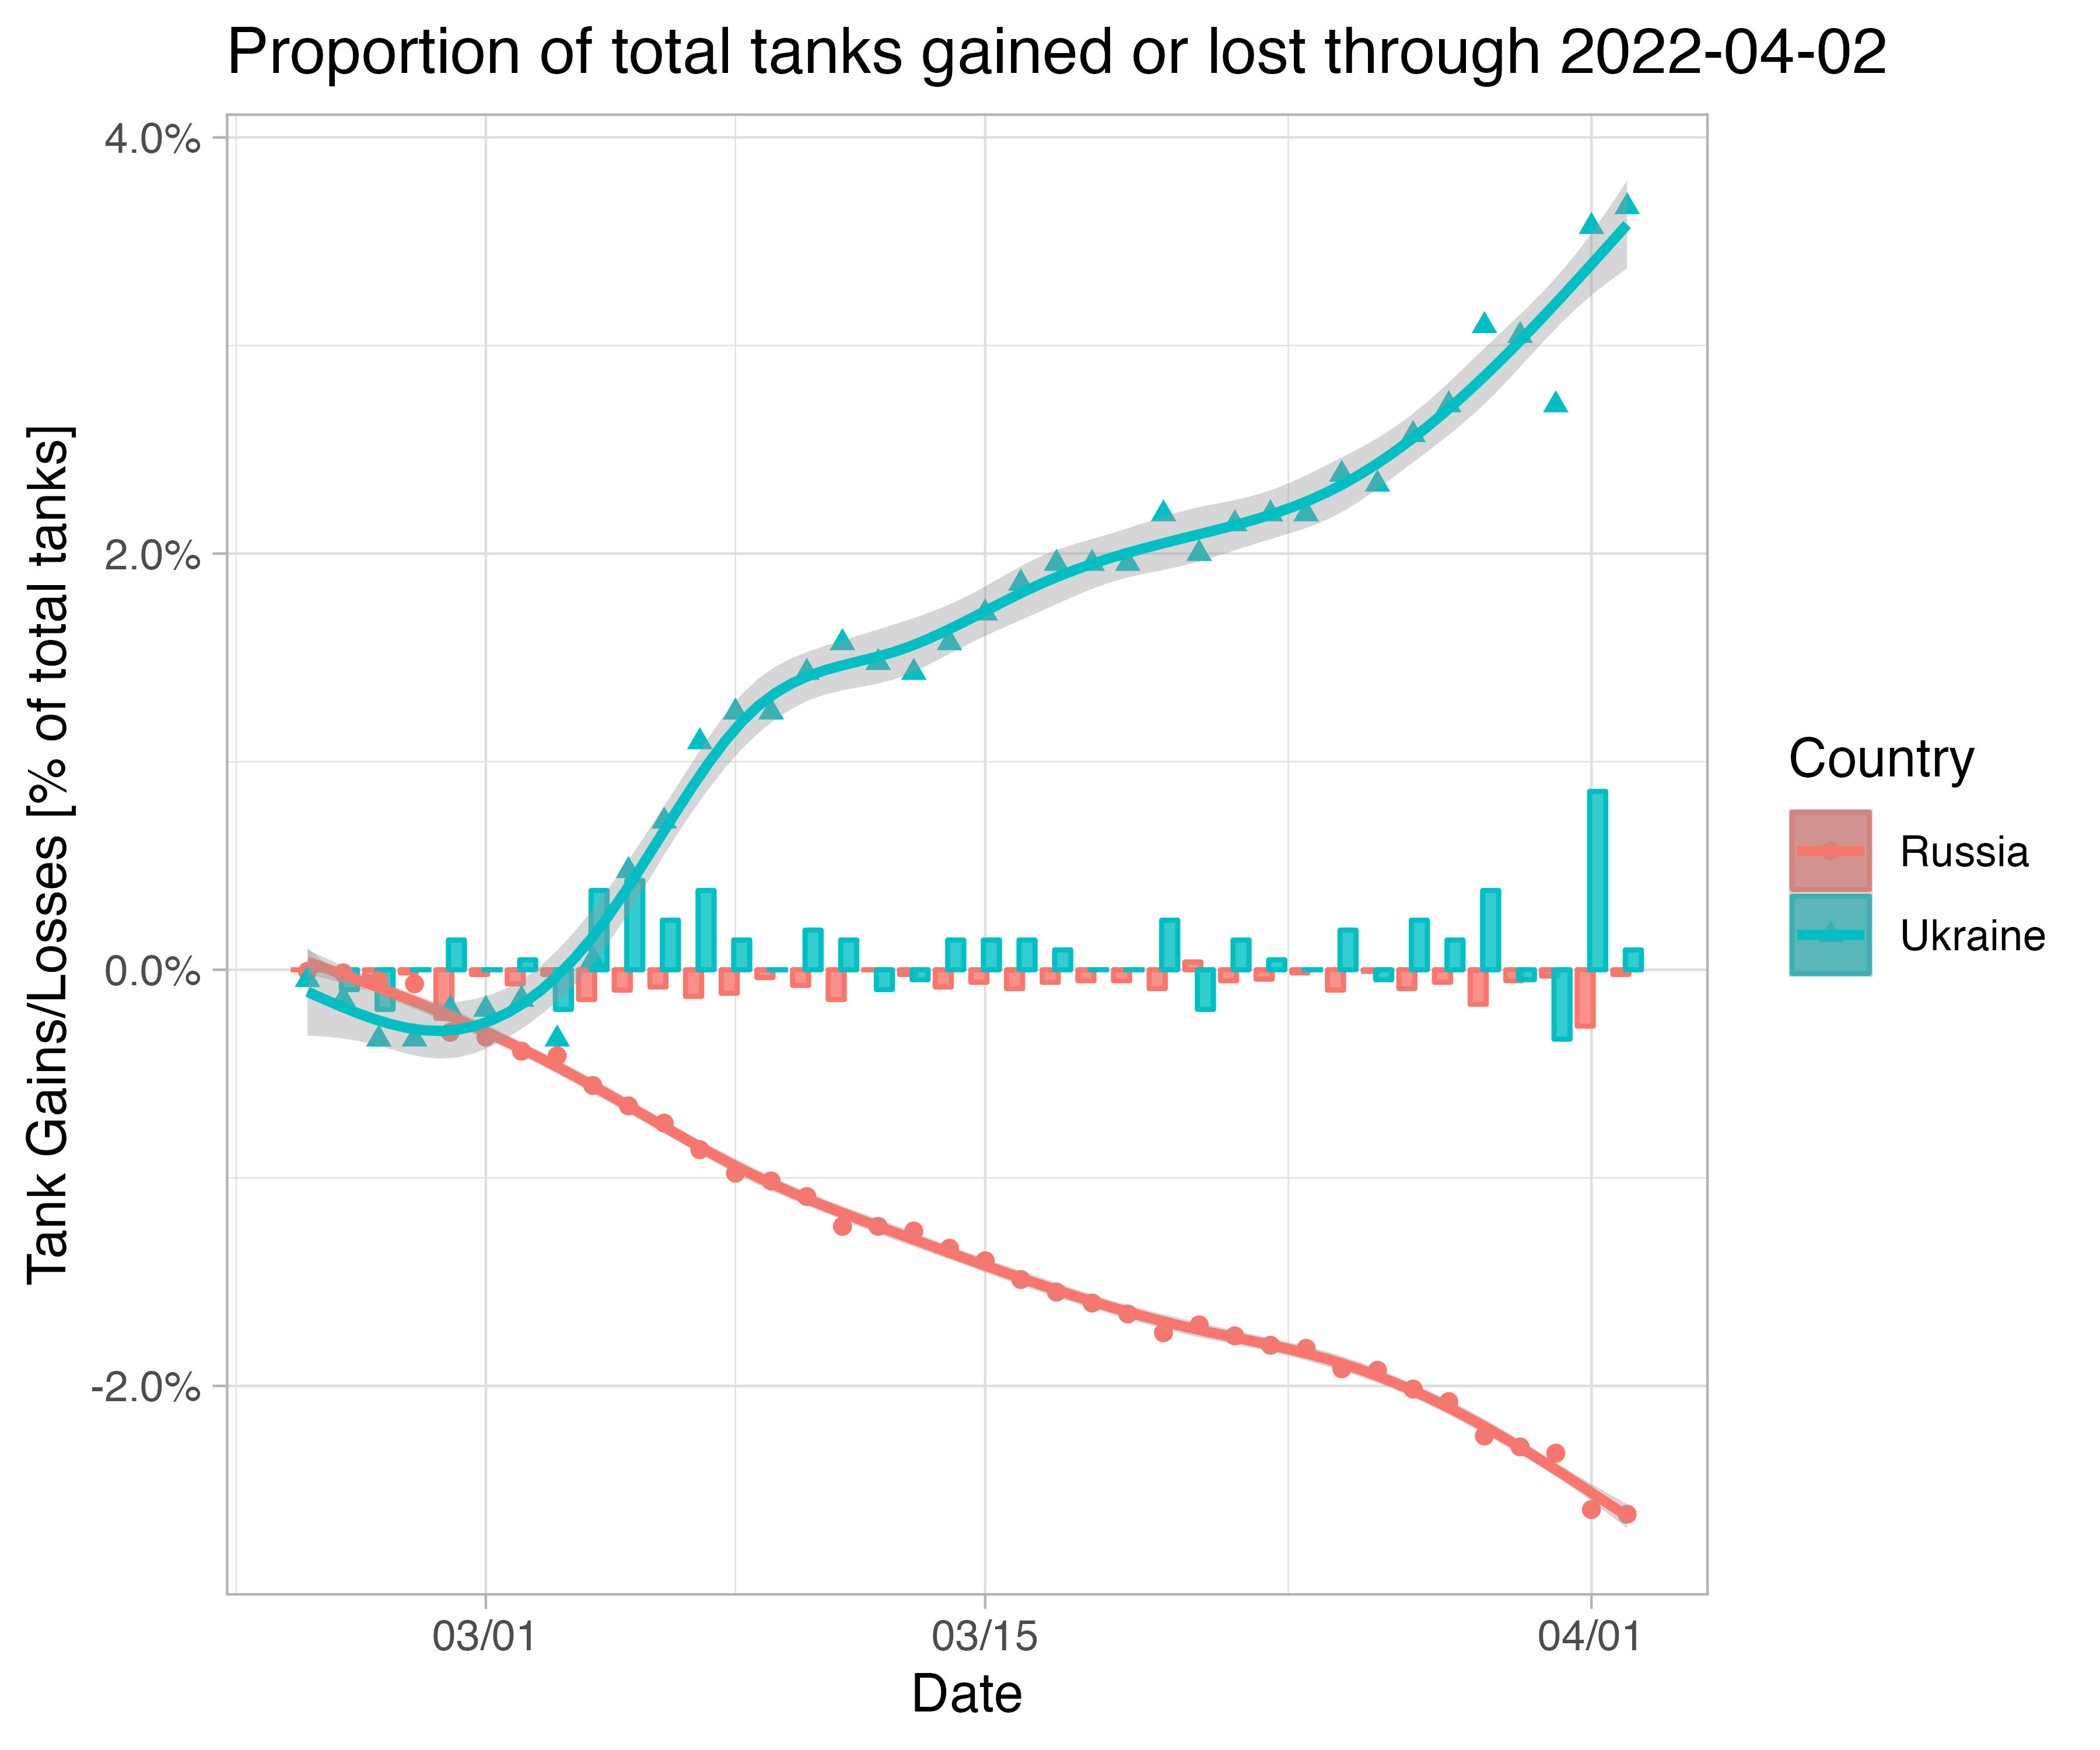 Proportion of total tanks gained or lost through 2022-04-02
Tank Gains/Losses [% of total tanks]
4.0%
2.0%
0.0%
-2.0%
03/01
03/15
04/01
Date
Country
Russia
Ukraine